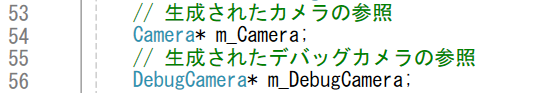 53 // 生成されたカメラの参照
54 Camera* m_Camera;
55 // 生成されたデバッグカメラの参照
56 DebugCamera* m_DebugCamera;